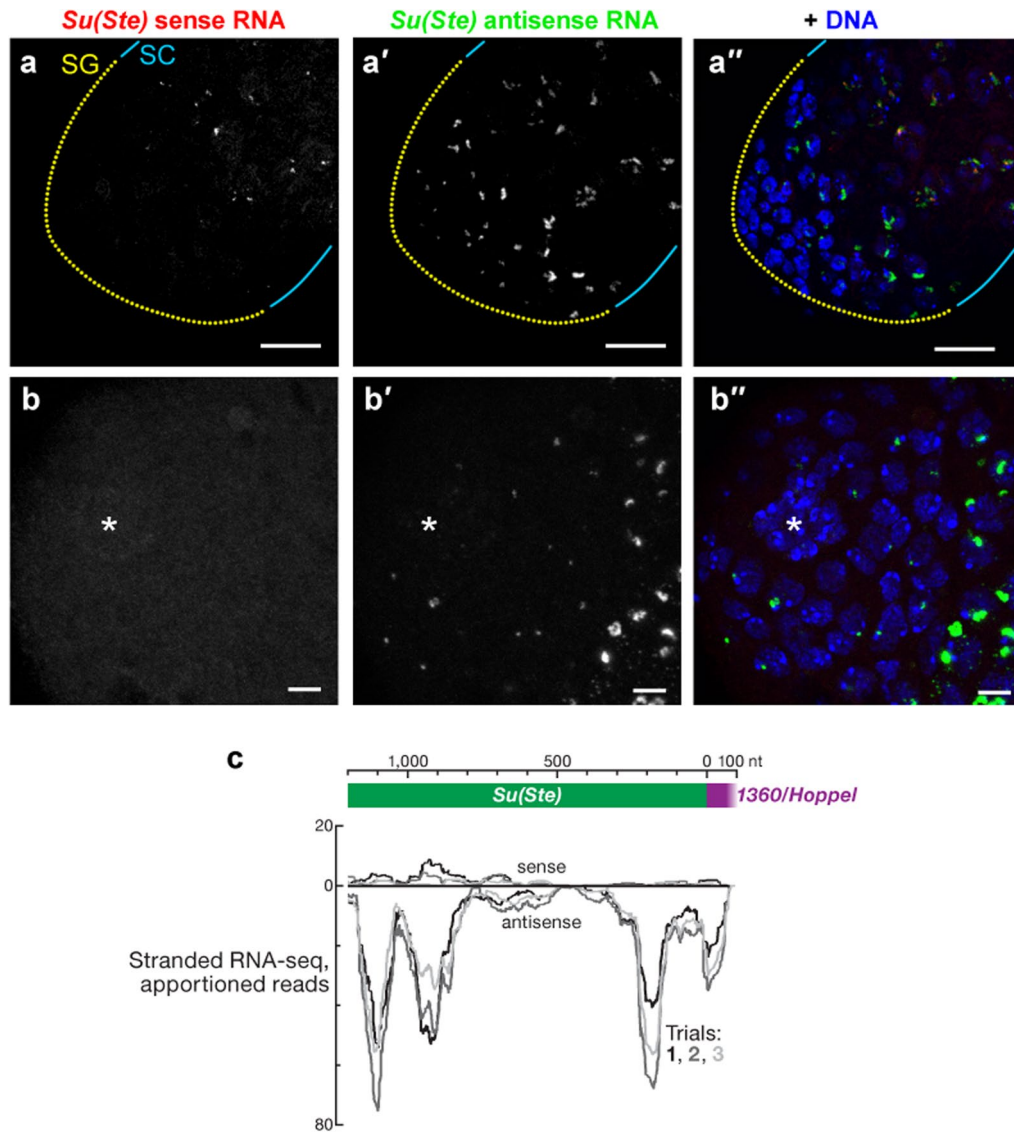 Su(Ste) sense RNA
Su(Ste) antisense RNA
+ DNA
a
SG
SC
a′
a″
b
*
b′
*
b″
*
c
1,000 500 0 100 nt
Su(Ste)
1360/Hoppel
20
sense
0
antisense
Stranded RNA-seq,
apportioned reads
Trials:
1, 2, 3
80